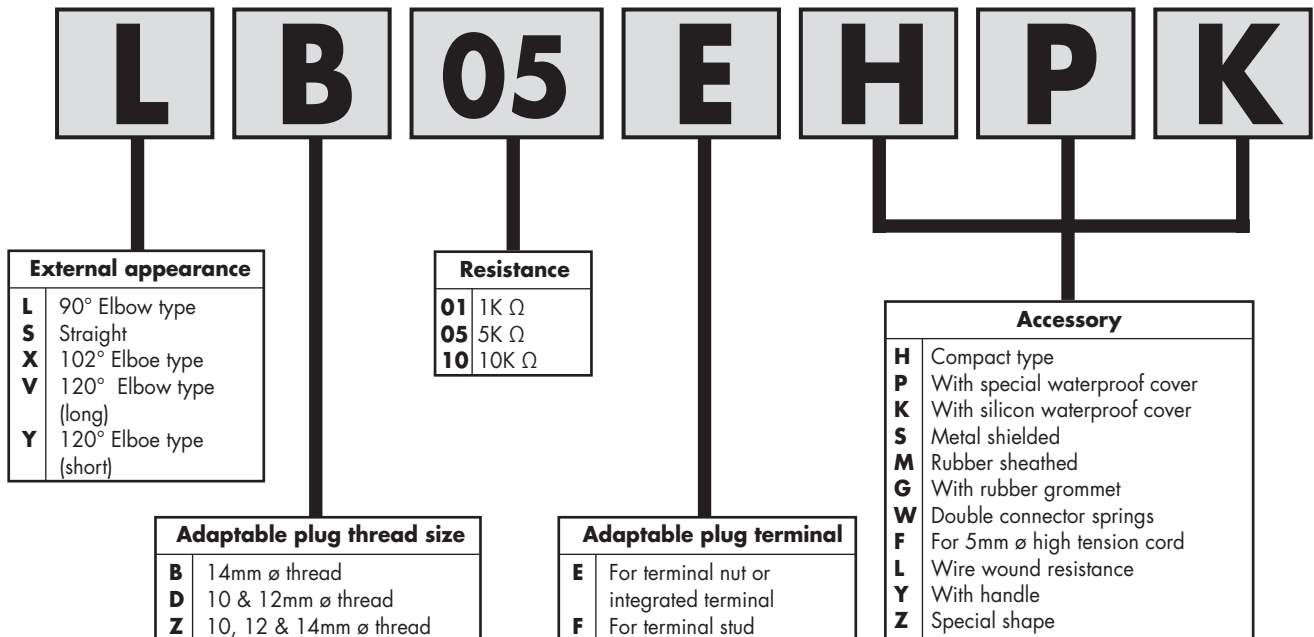 L B 05 E H P K
External appearance
L 90° Elbow type
S Straight
X 102° Elboe type
V 120° Elbow type
(long)
Y 120° Elboe type
(short)
Resistance
01 1K Ω
05 5K Ω
10 10K Ω
Accessory
H Compact type
P With special waterproof cover
K With silicon waterproof cover
S Metal shielded
M Rubber sheathed
G With rubber grommet
W Double connector springs
F For 5mm ø high tension cord
L Wire wound resistance
Y With handle
Z Special shape
Adaptable plug thread size
B 14mm ø thread
D 10 & 12mm ø thread
Z 10, 12 & 14mm ø thread
Adaptable plug terminal
E For terminal nut or
integrated terminal
F For terminal stud